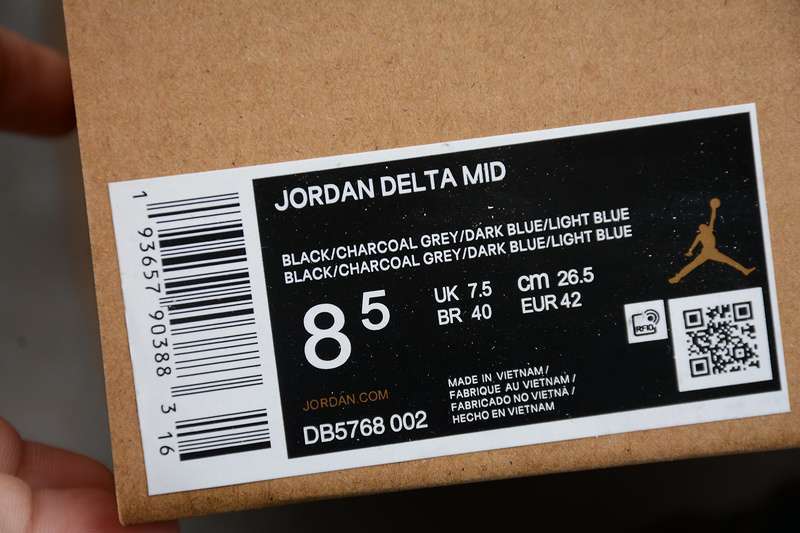 JORDAN DELTA MID
BLACK/CHARCOAL GREY/DARK BLUE/LIGHT BLUE
BLACK/CHARCOAL GREY/DARK BLUE/LIGHT BLUE
8 5
UK 7.5 cm 26.5
BR 40 EUR 42
RFID
JORDAN.COM
DB5768 002
MADE IN VIETNAM /
FABRIQUE AU VIETNAM /
FABRICADO NO VIETNÃ /
HECHO EN VIETNAM
1 93657 90388 3 16